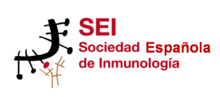 SEI
Sociedad Española
de Inmunología